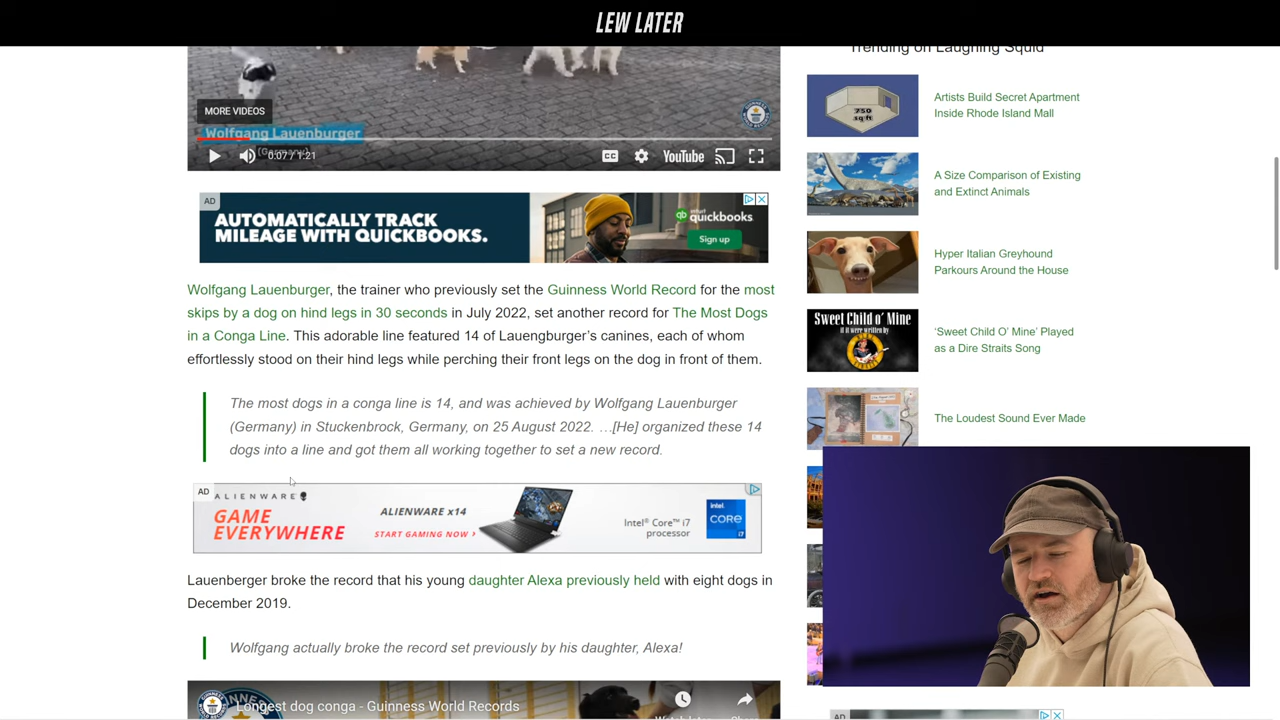 LEW LATER
MORE VIDEOS
Wolfgang Lauenburger
(Germany)
0:07 / 1:21
CC
YouTube
AD
AUTOMATICALLY TRACK
MILEAGE WITH QUICKBOOKS.
quickbooks
Sign up
Wolfgang Lauenburger, the trainer who previously set the Guinness World Record for the most
skips by a dog on hind legs in 30 seconds in July 2022, set another record for The Most Dogs
in a Conga Line. This adorable line featured 14 of Lauengburger's canines, each of whom
effortlessly stood on their hind legs while perching their front legs on the dog in front of them.
The most dogs in a conga line is 14, and was achieved by Wolfgang Lauenburger
(Germany) in Stuckenbrock, Germany, on 25 August 2022. …[He] organized these 14
dogs into a line and got them all working together to set a new record.
AD
ALIENWARE
GAME
EVERYWHERE
ALIENWARE x14
START GAMING NOW >
Intel® Core™ i7
processor
intel.
CORE
i7
Lauenberger broke the record that his young daughter Alexa previously held with eight dogs in
December 2019.
Wolfgang actually broke the record set previously by his daughter, Alexa!
Longest dog conga - Guinness World Records
Trending on Laughing Squid
750
sq ft
Artists Build Secret Apartment
Inside Rhode Island Mall
A Size Comparison of Existing
and Extinct Animals
Hyper Italian Greyhound
Parkours Around the House
Sweet Child O' Mine
'Sweet Child O' Mine' Played
as a Dire Straits Song
The Loudest Sound Ever Made
AD